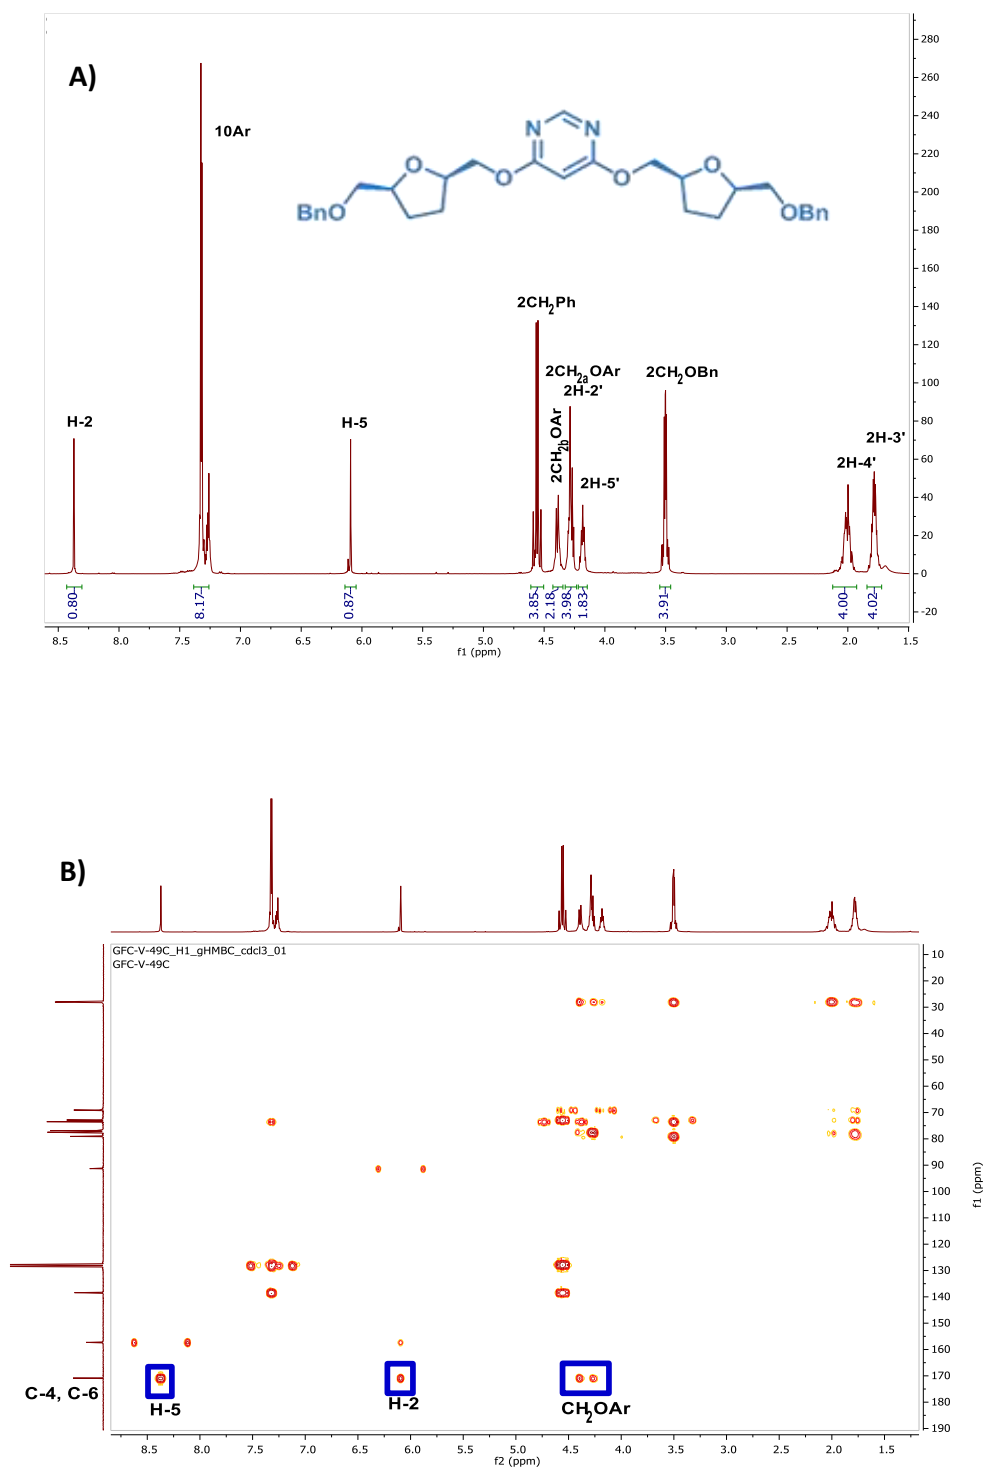 A)
280
260
240
220
200
180
160
140
120
100
80
60
40
20
0
-20
10Ar
N N
O O O O
BnO OBn
2CH2Ph
2CH2aOAr
2H-2'
2CH2bOAr
2H-5'
2CH2OBn
H-2
H-5
2H-3'
2H-4'
0.80
8.17
0.87
3.85
2.18
3.98
1.83
3.91
4.00
4.02
8.5 8.0 7.5 7.0 6.5 6.0 5.5 5.0 4.5 4.0 3.5 3.0 2.5 2.0 1.5
f1 (ppm)
B)
GFC-V-49C_H1_gHMBC_cdcl3_01
GFC-V-49C
10
20
30
40
50
60
70
80
90
100
110
120
130
140
150
160
170
180
190
f1 (ppm)
C-4, C-6
H-5
H-2
CH2OAr
8.5 8.0 7.5 7.0 6.5 6.0 5.5 5.0 4.5 4.0 3.5 3.0 2.5 2.0 1.5
f2 (ppm)